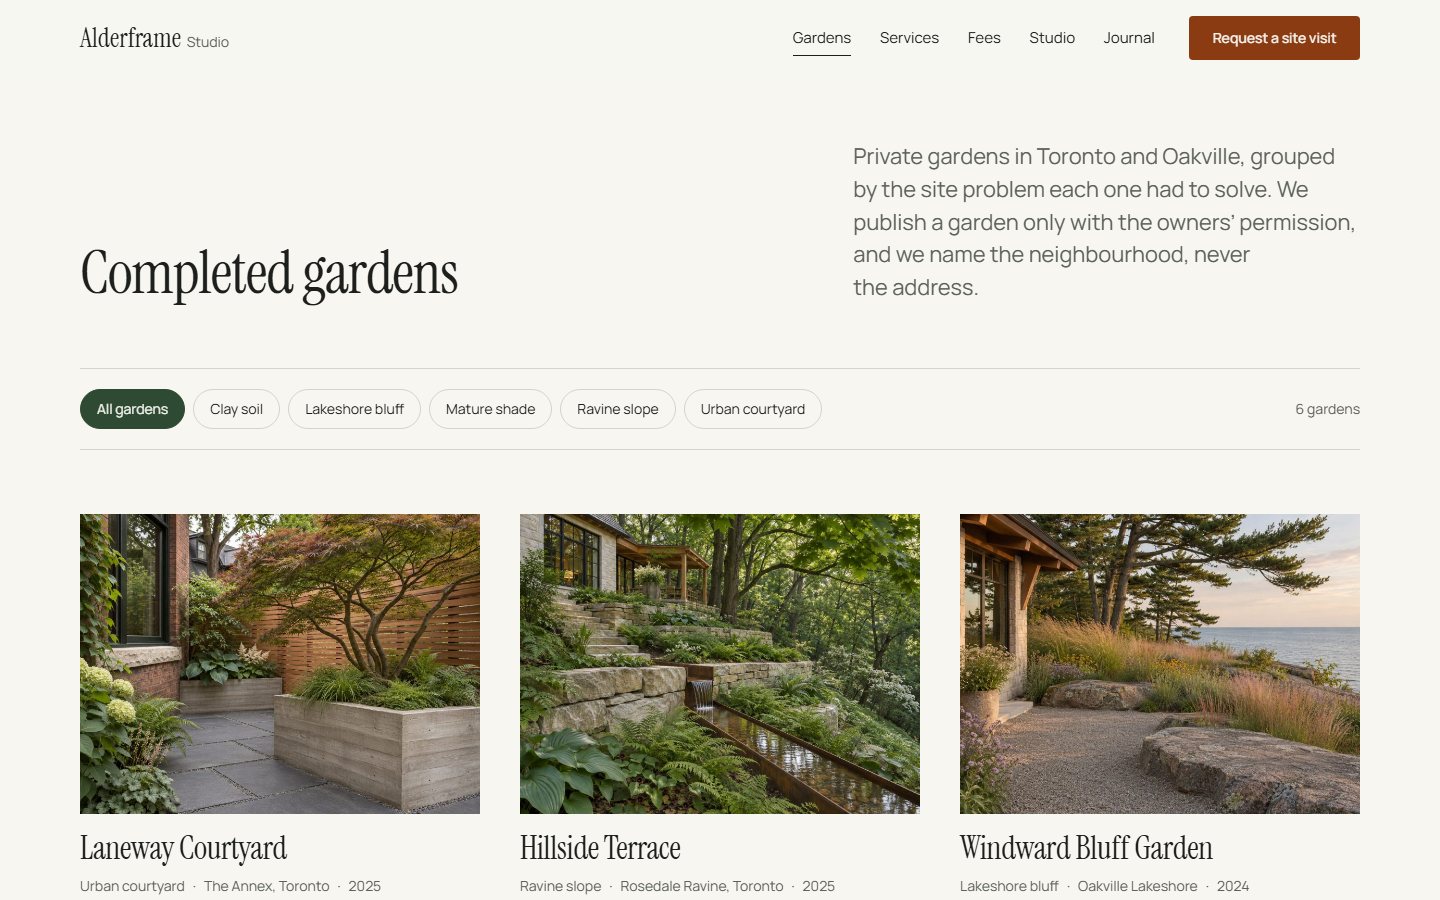 Alderframe Studio
Gardens Services Fees Studio Journal Request a site visit
Completed gardens
Private gardens in Toronto and Oakville, grouped
by the site problem each one had to solve. We
publish a garden only with the owners’ permission,
and we name the neighbourhood, never
the address.
All gardens Clay soil Lakeshore bluff Mature shade Ravine slope Urban courtyard 6 gardens
Laneway Courtyard
Urban courtyard · The Annex, Toronto · 2025
Hillside Terrace
Ravine slope · Rosedale Ravine, Toronto · 2025
Windward Bluff Garden
Lakeshore bluff · Oakville Lakeshore · 2024